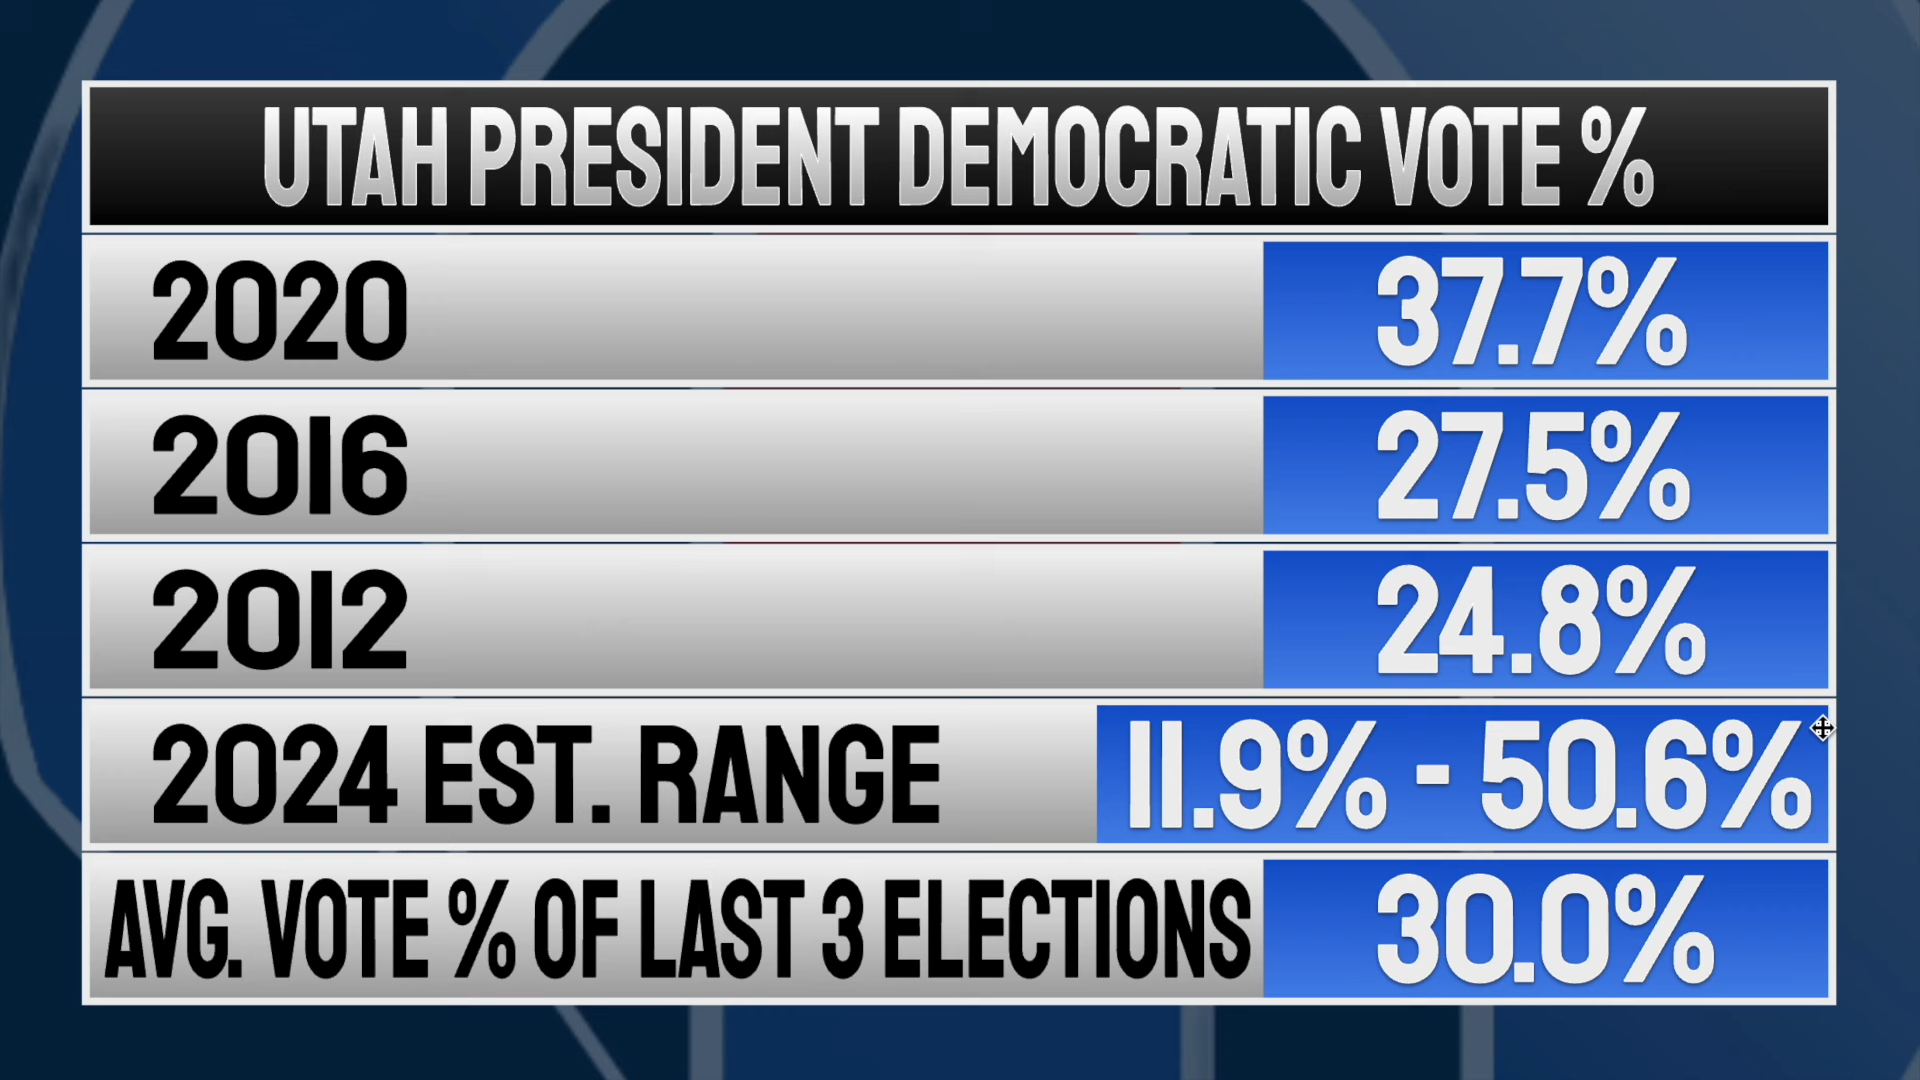 UTAH PRESIDENT DEMOCRATIC VOTE %
2020 37.7%
2016 27.5%
2012 24.8%
2024 EST. RANGE 11.9% - 50.6%
AVG. VOTE % OF LAST 3 ELECTIONS 30.0%